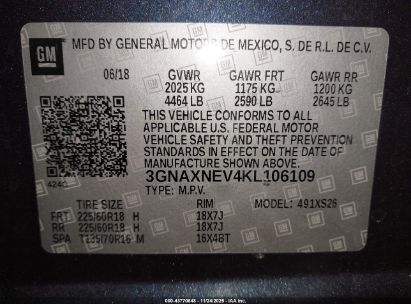 GM MFD BY GENERAL MOTORS DE MEXICO, S. DE R.L. DE C.V.
06/18 GVWR GAWR FRT GAWR RR
2025 KG 1175 KG 1200 KG
4464 LB 2590 LB 2645 LB
THIS VEHICLE CONFORMS TO ALL
APPLICABLE U.S. FEDERAL MOTOR
VEHICLE SAFETY AND THEFT PREVENTION
STANDARDS IN EFFECT ON THE DATE OF
MANUFACTURE SHOWN ABOVE.
424C 3GNAXNEV4KL106109
TYPE: M.P.V. MODEL: 491XS26
TIRE SIZE RIM
FRT 225/60R18 H 18X7J
RR 225/60R18 H 18X7J
SPA T135/70R16 M 16X4BT